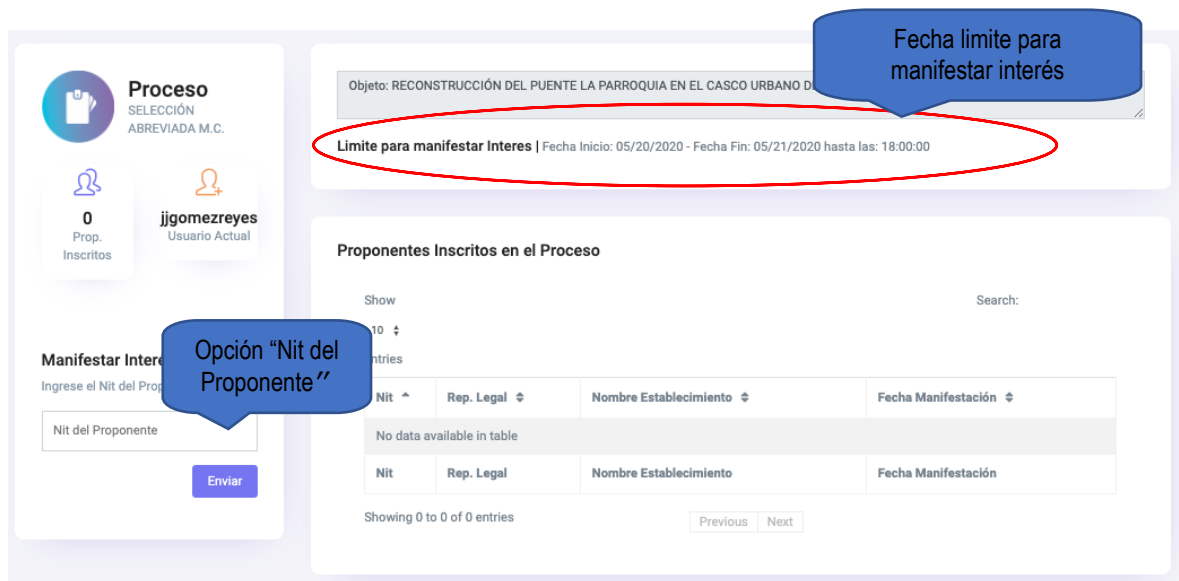 Fecha limite para
manifestar interés
Proceso
SELECCIÓN
ABREVIADA M.C.
0
Prop.
Inscritos
jjgomezreyes
Usuario Actual
Objeto: RECONSTRUCCIÓN DEL PUENTE LA PARROQUIA EN EL CASCO URBANO
Limite para manifestar Interes | Fecha Inicio: 05/20/2020 - Fecha Fin: 05/21/2020 hasta las: 18:00:00
Manifestar
Ingrese el Nit del
Opción “Nit del
Proponente”
Nit del Proponente
Enviar
Proponentes Inscritos en el Proceso
Show
Search:
10
Nit
Rep. Legal
Nombre Establecimiento
Fecha Manifestación
No data available in table
Nit
Rep. Legal
Nombre Establecimiento
Fecha Manifestación
Showing 0 to 0 of 0 entries
Previous
Next